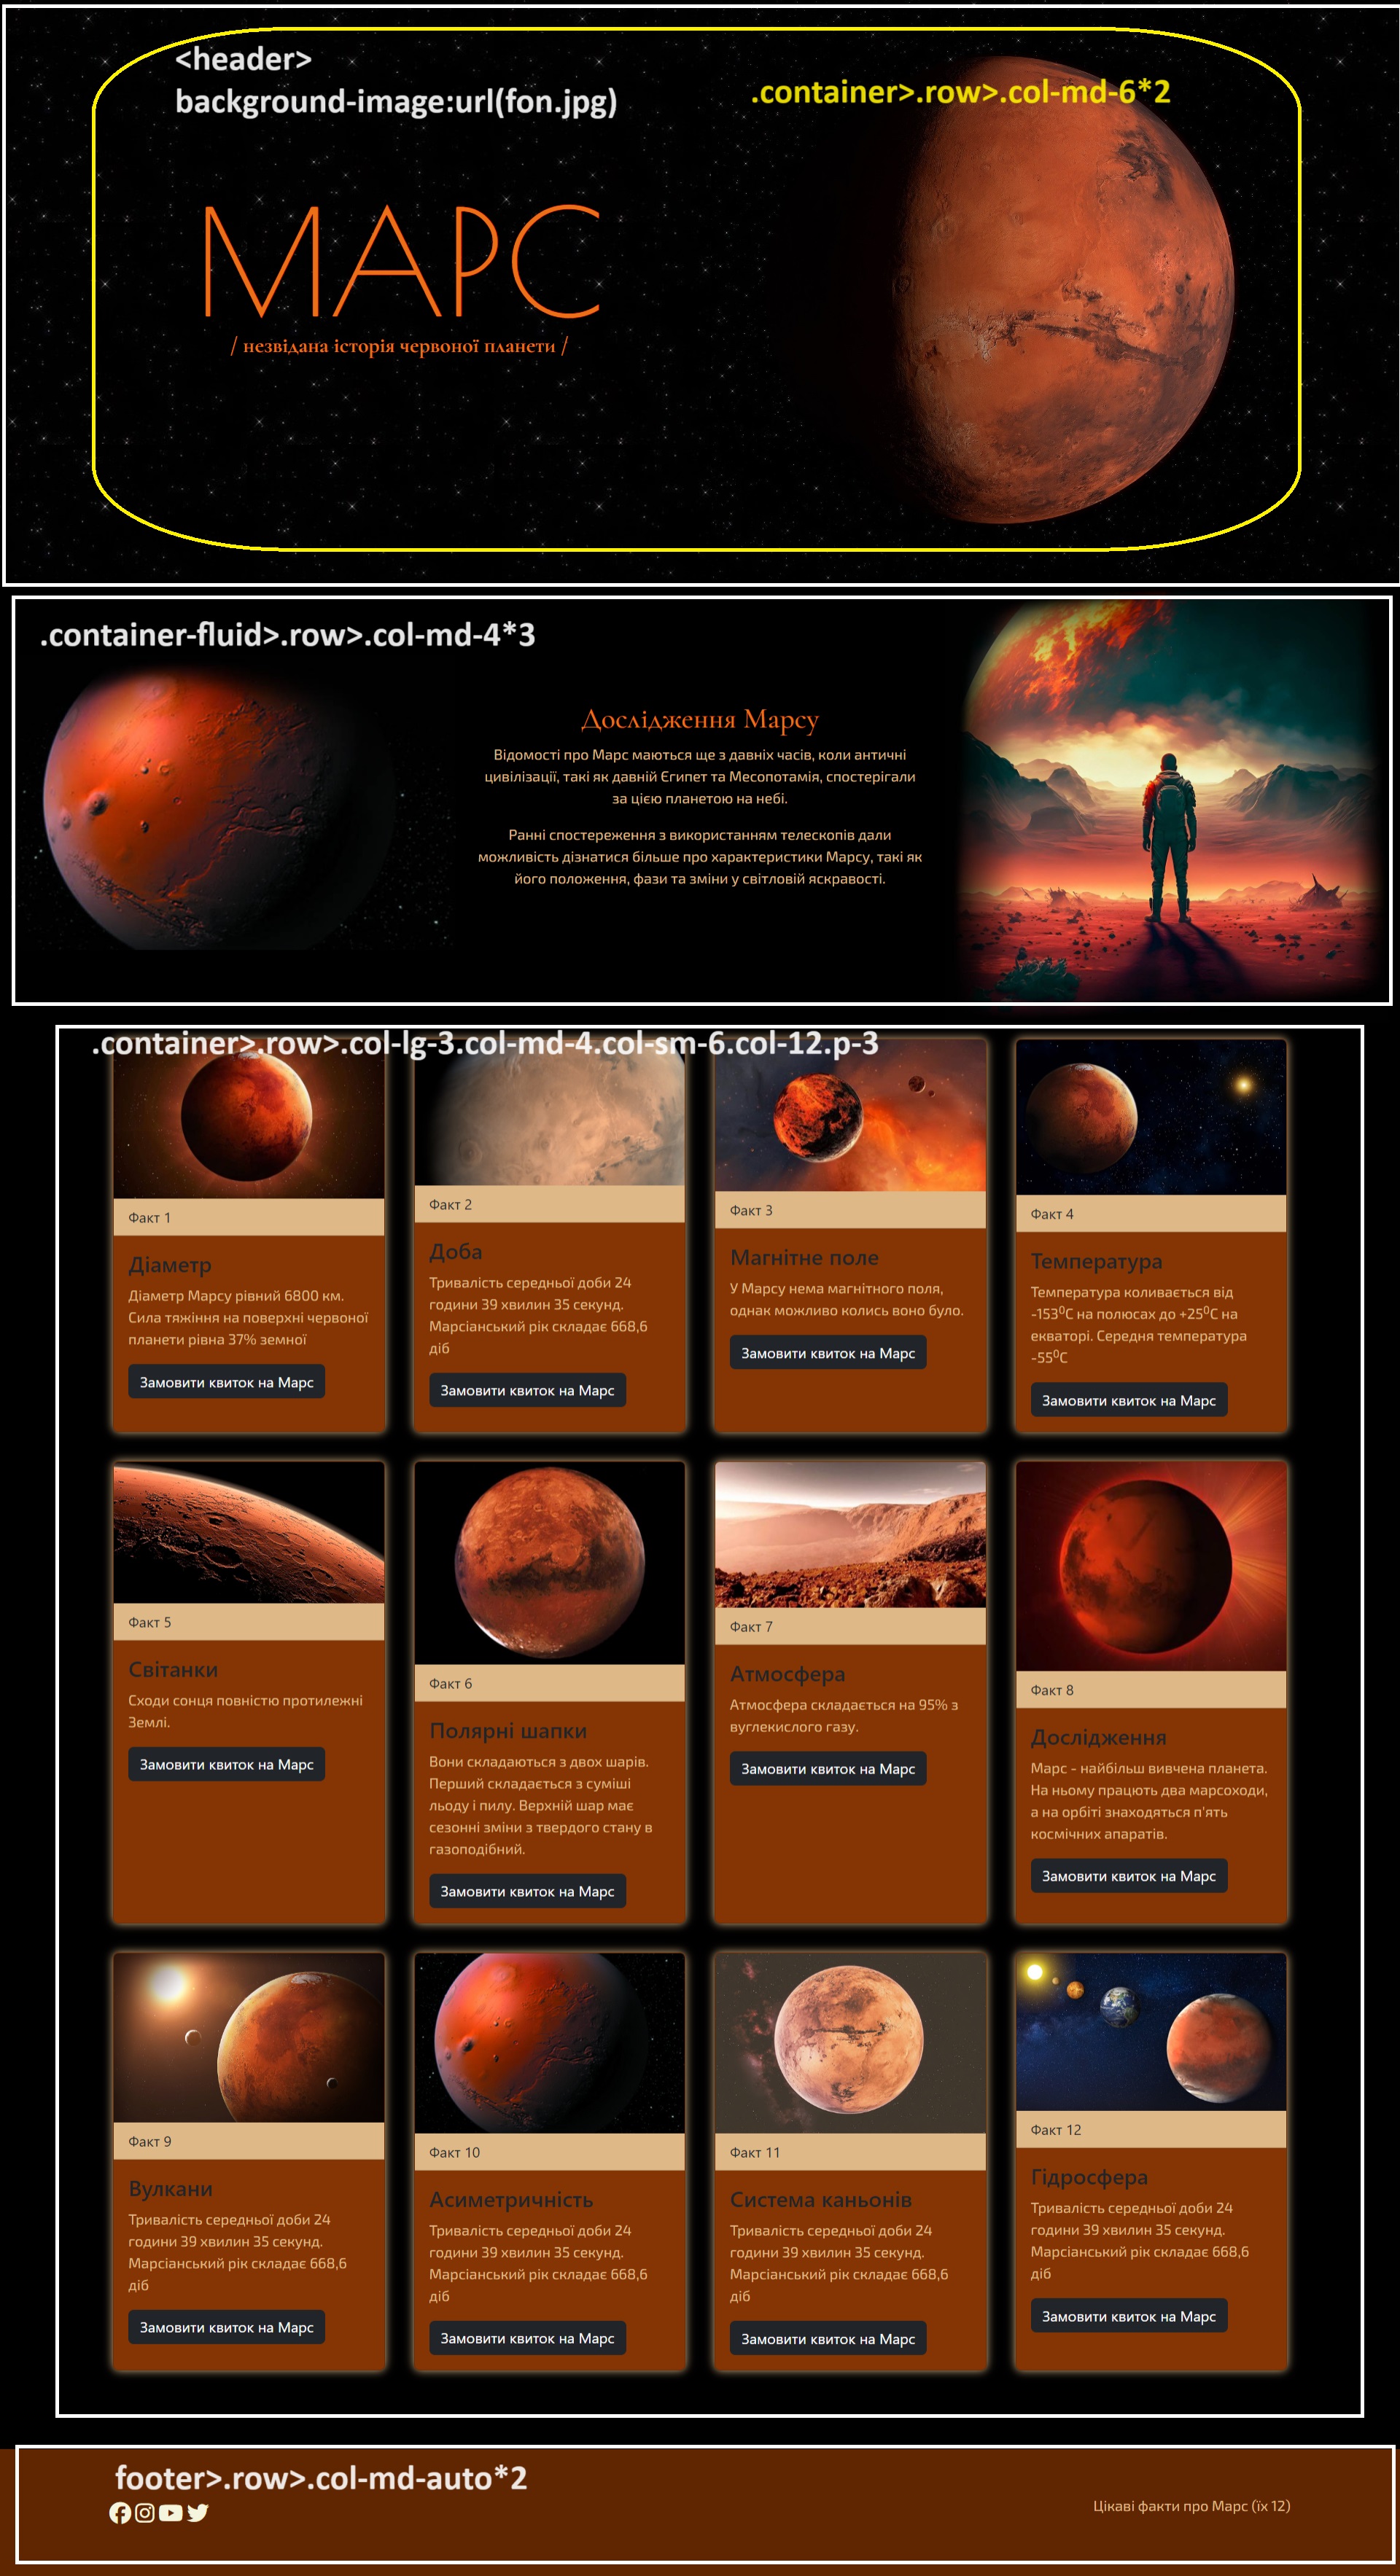 <header>
background-image:url(fon.jpg)
.container>.row>.col-md-6*2
МАРС
/ незвідана історія червоної планети /
.container-fluid>.row>.col-md-4*3
Дослідження Марсу
Відомості про Марс маються ще з давніх часів, коли античні
цивілізації, такі як давній Єгипет та Месопотамія, спостерігали
за цією планетою на небі.
Ранні спостереження з використанням телескопів дали
можливість дізнатися більше про характеристики Марсу, такі як
його положення, фази та зміни у світловій яскравості.
.container>.row>.col-lg-3.col-md-4.col-sm-6.col-12.p-3
Факт 1
Діаметр
Діаметр Марсу рівний 6800 км.
Сила тяжіння на поверхні червоної
планети рівна 37% земної
Замовити квиток на Марс
Факт 2
Доба
Тривалість середньої доби 24
години 39 хвилин 35 секунд.
Марсіанський рік складає 668,6
діб
Замовити квиток на Марс
Факт 3
Магнітне поле
У Марсу нема магнітного поля,
однак можливо колись воно було.
Замовити квиток на Марс
Факт 4
Температура
Температура коливається від
-153⁰С на полюсах до +25⁰С на
екваторі. Середня температура
-55⁰С
Замовити квиток на Марс
Факт 5
Світанки
Сходи сонця повністю протилежні
Землі.
Замовити квиток на Марс
Факт 6
Полярні шапки
Вони складаються з двох шарів.
Перший складається з суміші
льоду і пилу. Верхній шар має
сезонні зміни з твердого стану в
газоподібний.
Замовити квиток на Марс
Факт 7
Атмосфера
Атмосфера складається на 95% з
вуглекислого газу.
Замовити квиток на Марс
Факт 8
Дослідження
Марс - найбільш вивчена планета.
На ньому працють два марсоходи,
а на орбіті знаходяться п'ять
космічних апаратів.
Замовити квиток на Марс
Факт 9
Вулкани
Тривалість середньої доби 24
години 39 хвилин 35 секунд.
Марсіанський рік складає 668,6
діб
Замовити квиток на Марс
Факт 10
Асиметричність
Тривалість середньої доби 24
години 39 хвилин 35 секунд.
Марсіанський рік складає 668,6
діб
Замовити квиток на Марс
Факт 11
Система каньонів
Тривалість середньої доби 24
години 39 хвилин 35 секунд.
Марсіанський рік складає 668,6
діб
Замовити квиток на Марс
Факт 12
Гідросфера
Тривалість середньої доби 24
години 39 хвилин 35 секунд.
Марсіанський рік складає 668,6
діб
Замовити квиток на Марс
footer>.row>.col-md-auto*2
Цікаві факти про Марс (їх 12)